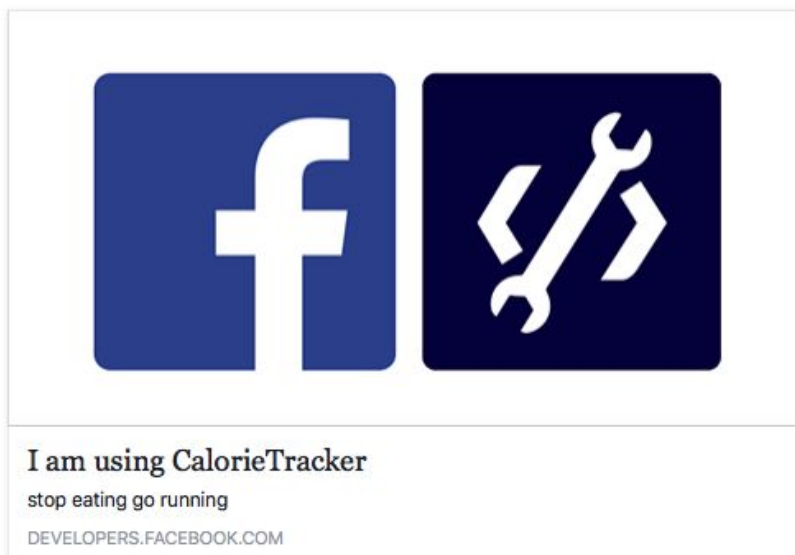 I am using CalorieTracker
stop eating go running
DEVELOPERS.FACEBOOK.COM